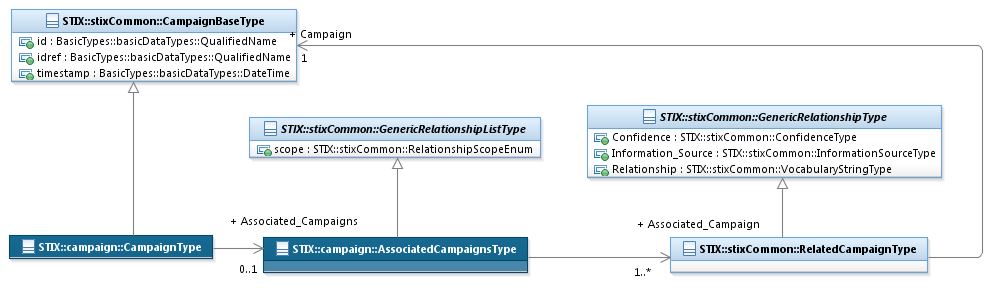 STIX::stixCommon::CampaignBaseType
id : BasicTypes::basicDataTypes::QualifiedName
idref : BasicTypes::basicDataTypes::QualifiedName
timestamp : BasicTypes::basicDataTypes::DateTime
+ Campaign
1
STIX::stixCommon::GenericRelationshipListType
scope : STIX::stixCommon::RelationshipScopeEnum
STIX::stixCommon::GenericRelationshipType
Confidence : STIX::stixCommon::ConfidenceType
Information_Source : STIX::stixCommon::InformationSourceType
Relationship : STIX::stixCommon::VocabularyStringType
+ Associated_Campaigns
+ Associated_Campaign
STIX::campaign::CampaignType
STIX::campaign::AssociatedCampaignsType
STIX::stixCommon::RelatedCampaignType
0..1
1..*